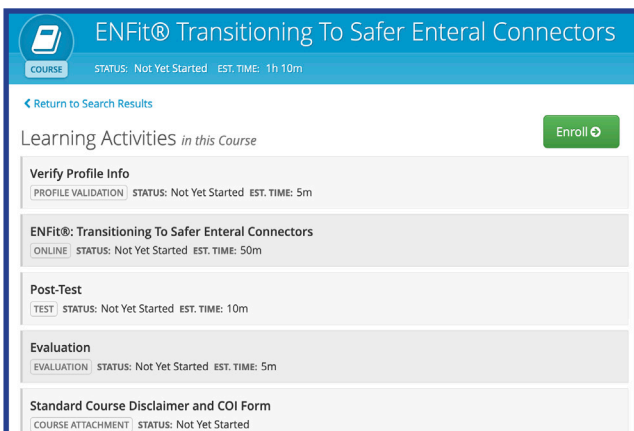 ENFit® Transitioning To Safer Enteral Connectors
COURSE
STATUS: Not Yet Started EST. TIME: 1h 10m
Return to Search Results
Learning Activities in this Course
Enroll
Verify Profile Info
PROFILE VALIDATION STATUS: Not Yet Started EST. TIME: 5m
ENFit®: Transitioning To Safer Enteral Connectors
ONLINE STATUS: Not Yet Started EST. TIME: 50m
Post-Test
TEST STATUS: Not Yet Started EST. TIME: 10m
Evaluation
EVALUATION STATUS: Not Yet Started EST. TIME: 5m
Standard Course Disclaimer and COI Form
COURSE ATTACHMENT STATUS: Not Yet Started